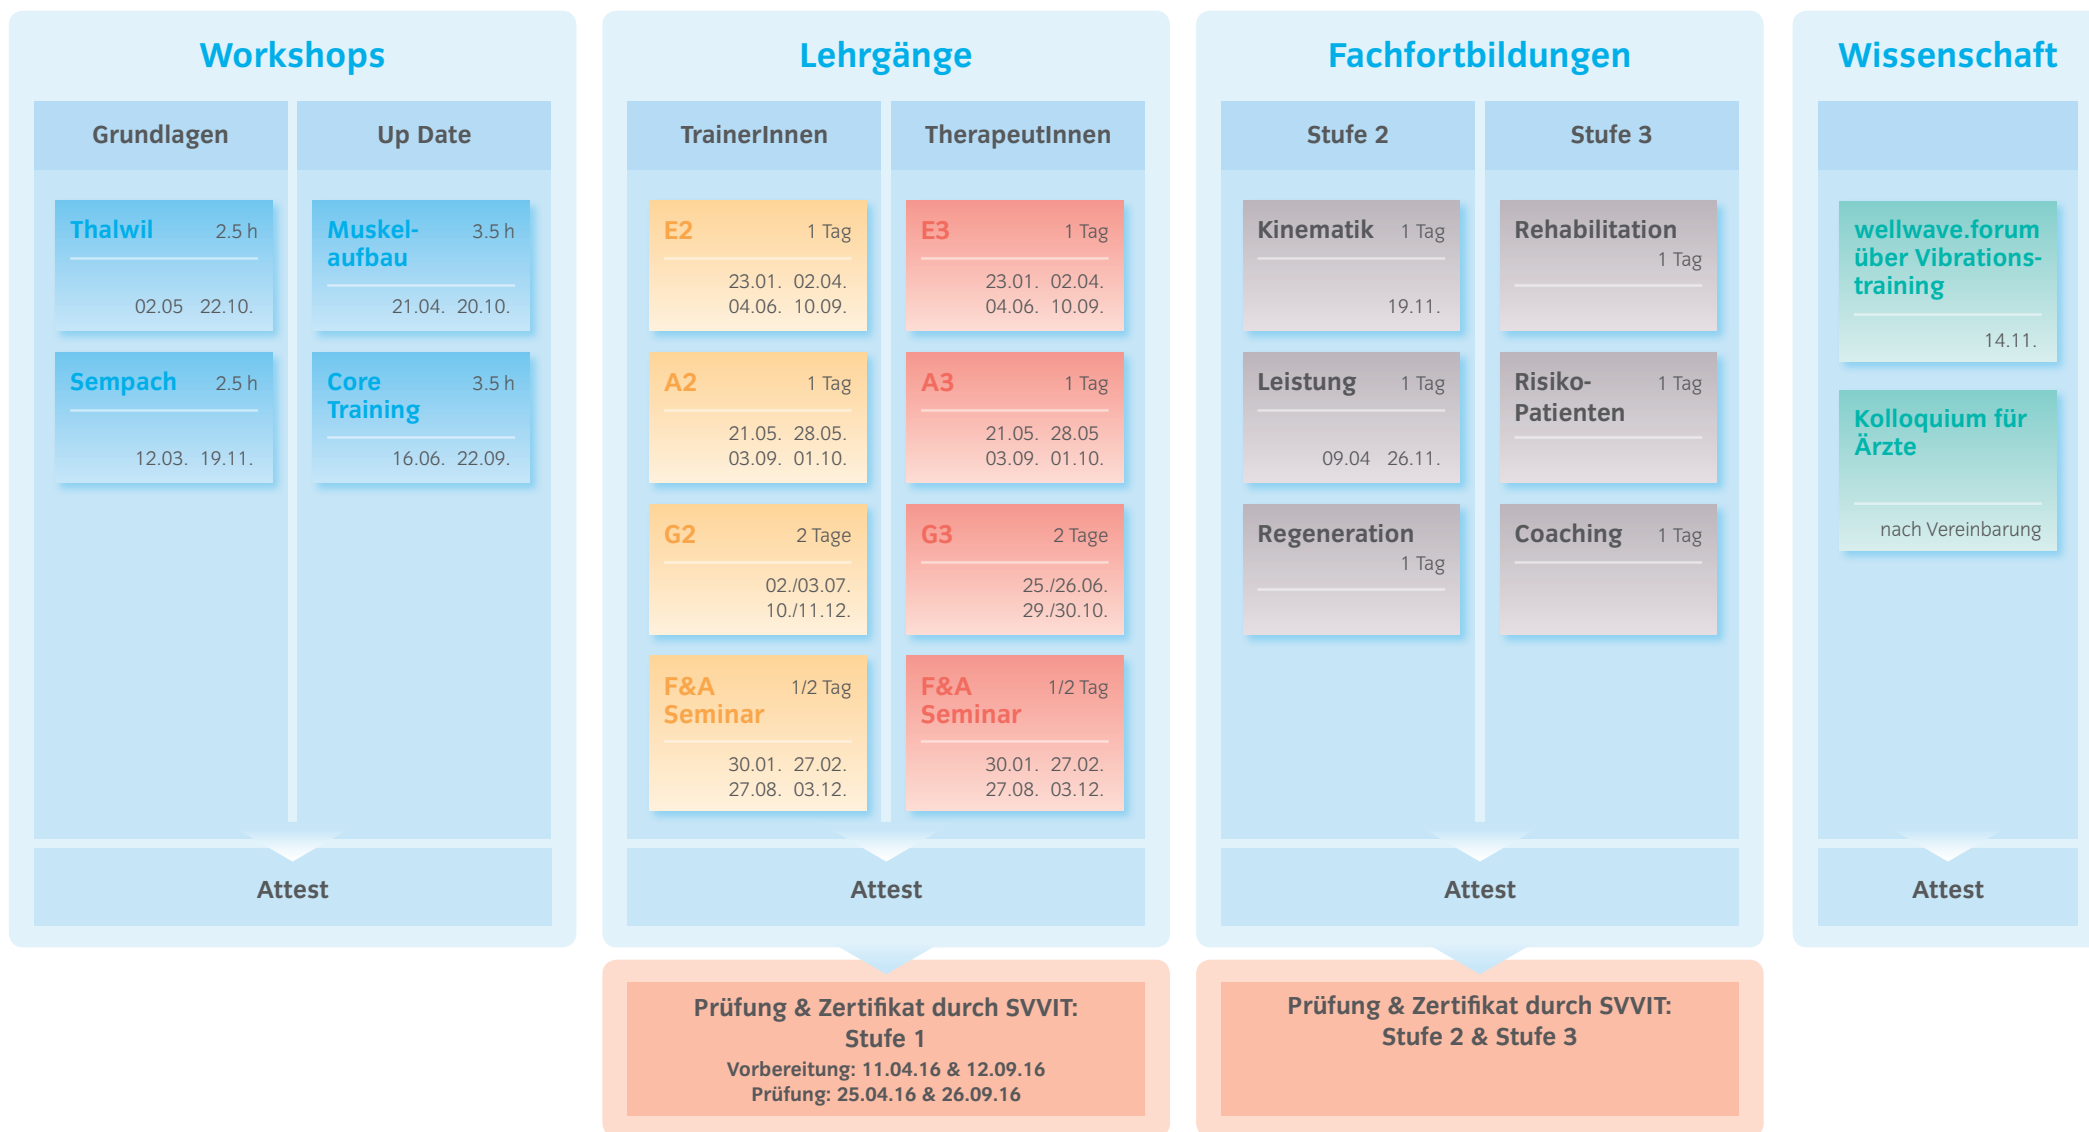 Workshops
Grundlagen
Thalwil 2.5 h
02.05 22.10.
Sempach 2.5 h
12.03. 19.11.
Up Date
Muskel- 3.5 h
aufbau
21.04. 20.10.
Core 3.5 h
Training
16.06. 22.09.
Attest
Lehrgänge
TrainerInnen
E2 1 Tag
23.01. 02.04.
04.06. 10.09.
A2 1 Tag
21.05. 28.05.
03.09. 01.10.
G2 2 Tage
02./03.07.
10./11.12.
F&A 1/2 Tag
Seminar
30.01. 27.02.
27.08. 03.12.
TherapeutInnen
E3 1 Tag
23.01. 02.04.
04.06. 10.09.
A3 1 Tag
21.05. 28.05
03.09. 01.10.
G3 2 Tage
25./26.06.
29./30.10.
F&A 1/2 Tag
Seminar
30.01. 27.02.
27.08. 03.12.
Attest
Prüfung & Zertifikat durch SVVIT:
Stufe 1
Vorbereitung: 11.04.16 & 12.09.16
Prüfung: 25.04.16 & 26.09.16
Fachfortbildungen
Stufe 2
Kinematik 1 Tag
19.11.
Leistung 1 Tag
09.04 26.11.
Regeneration
1 Tag
Stufe 3
Rehabilitation
1 Tag
Risiko- 1 Tag
Patienten
Coaching 1 Tag
Attest
Prüfung & Zertifikat durch SVVIT:
Stufe 2 & Stufe 3
Wissenschaft
wellwave.forum
über Vibrations-
training
14.11.
Kolloquium für
Ärzte
nach Vereinbarung
Attest